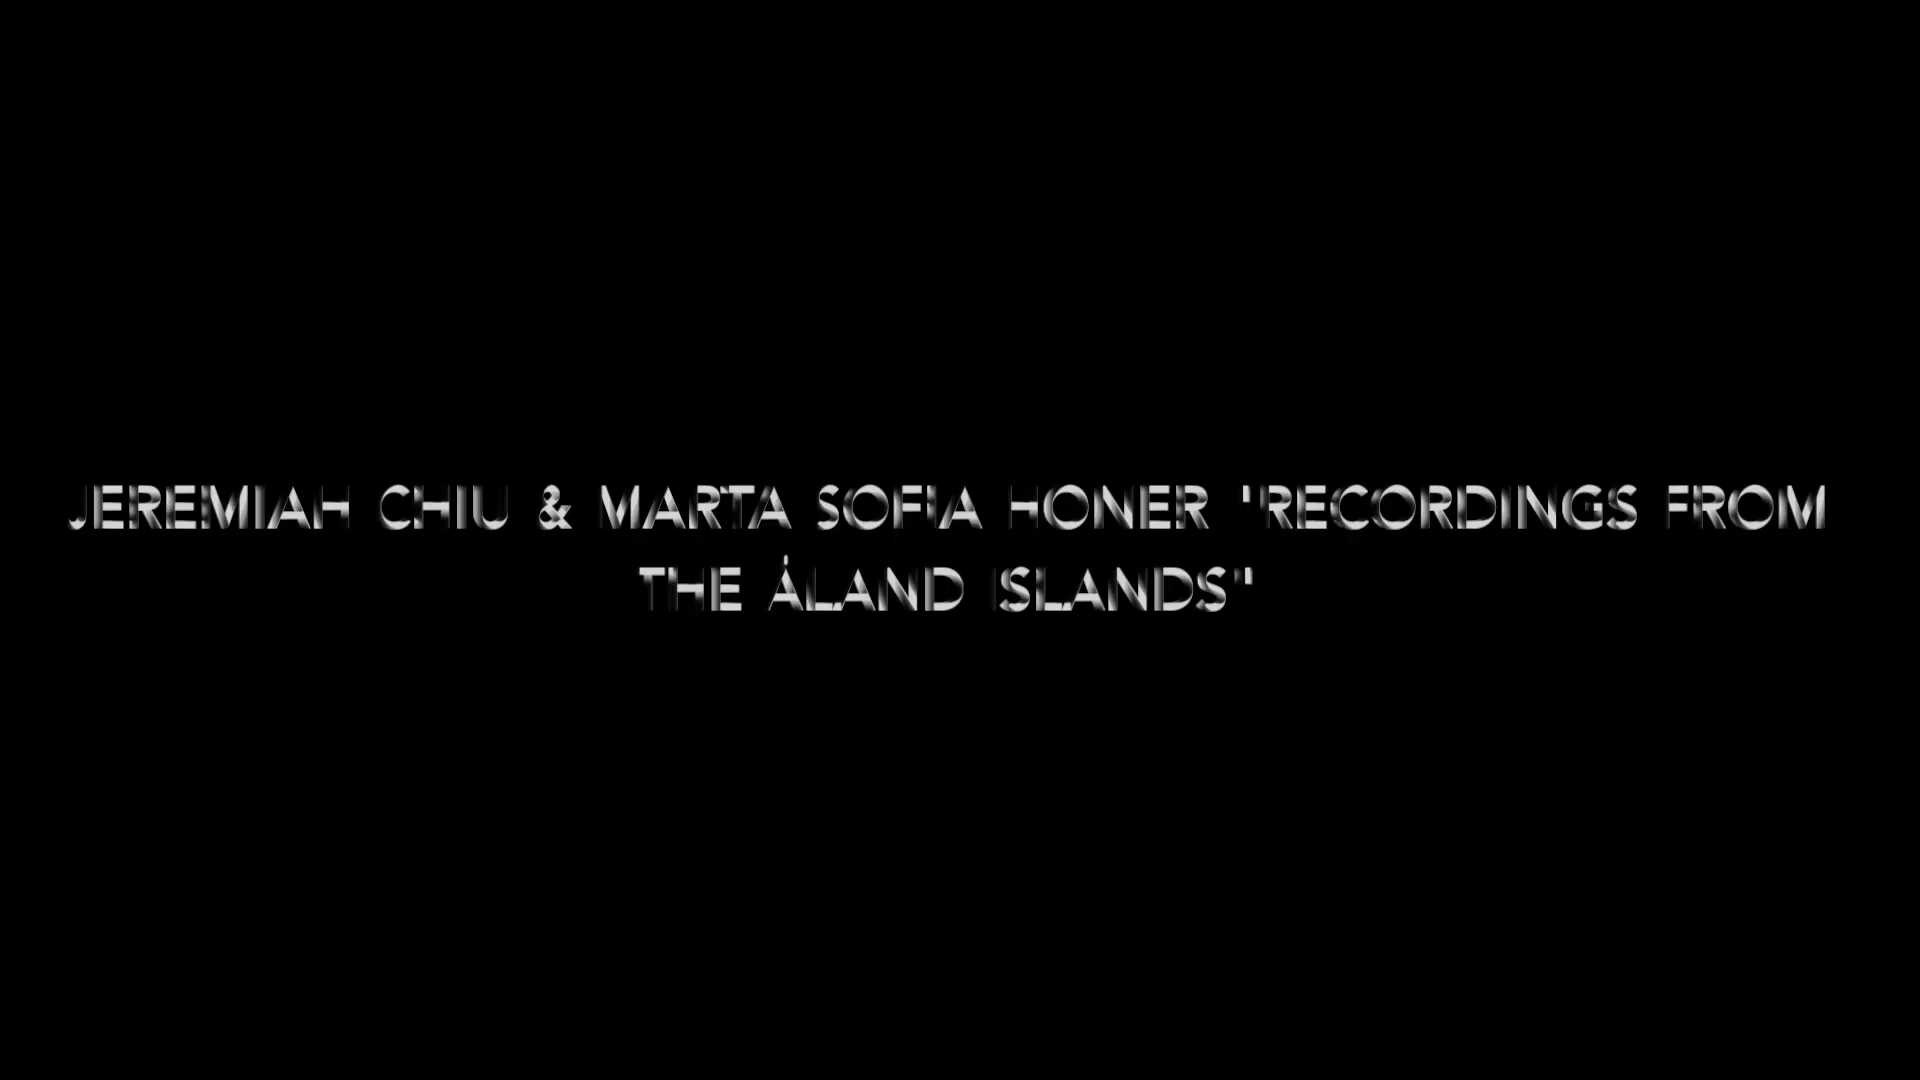 JEREMIAH CHIU & MARTA SOFIA HONER "RECORDINGS FROM
THE ÅLAND ISLANDS"